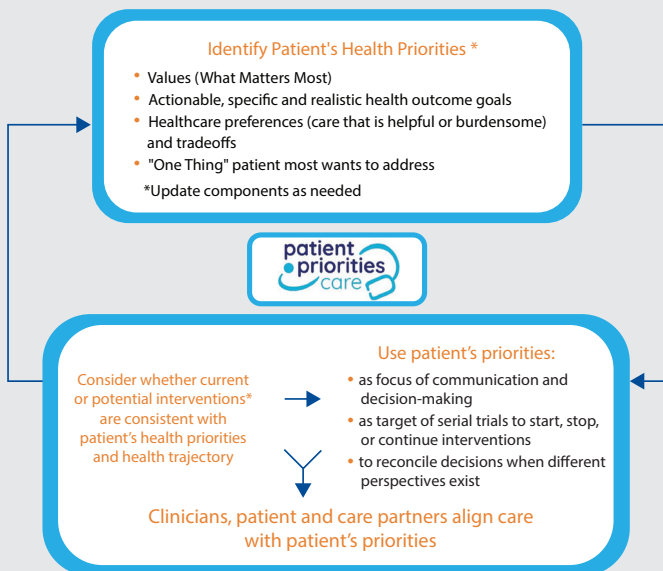 Identify Patient's Health Priorities *
• Values (What Matters Most)
• Actionable, specific and realistic health outcome goals
• Healthcare preferences (care that is helpful or burdensome)
and tradeoffs
• "One Thing" patient most wants to address
*Update components as needed
patient
priorities
care
Consider whether current
or potential interventions*
are consistent with
patient’s health priorities
and health trajectory
Use patient’s priorities:
• as focus of communication and
decision-making
• as target of serial trials to start, stop,
or continue interventions
• to reconcile decisions when different
perspectives exist
Clinicians, patient and care partners align care
with patient’s priorities